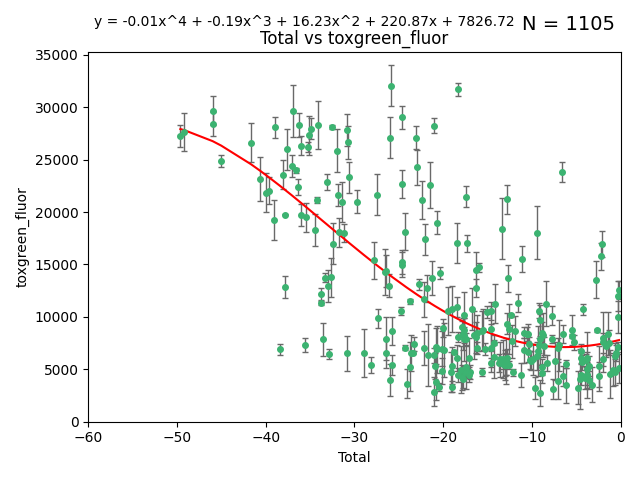 y = -0.01x^4 + -0.19x^3 + 16.23x^2 + 220.87x + 7826.72 N = 1105
Total vs toxgreen_fluor
35000
30000
25000
20000
15000
10000
5000
0
toxgreen_fluor
−60 −50 −40 −30 −20 −10 0
Total